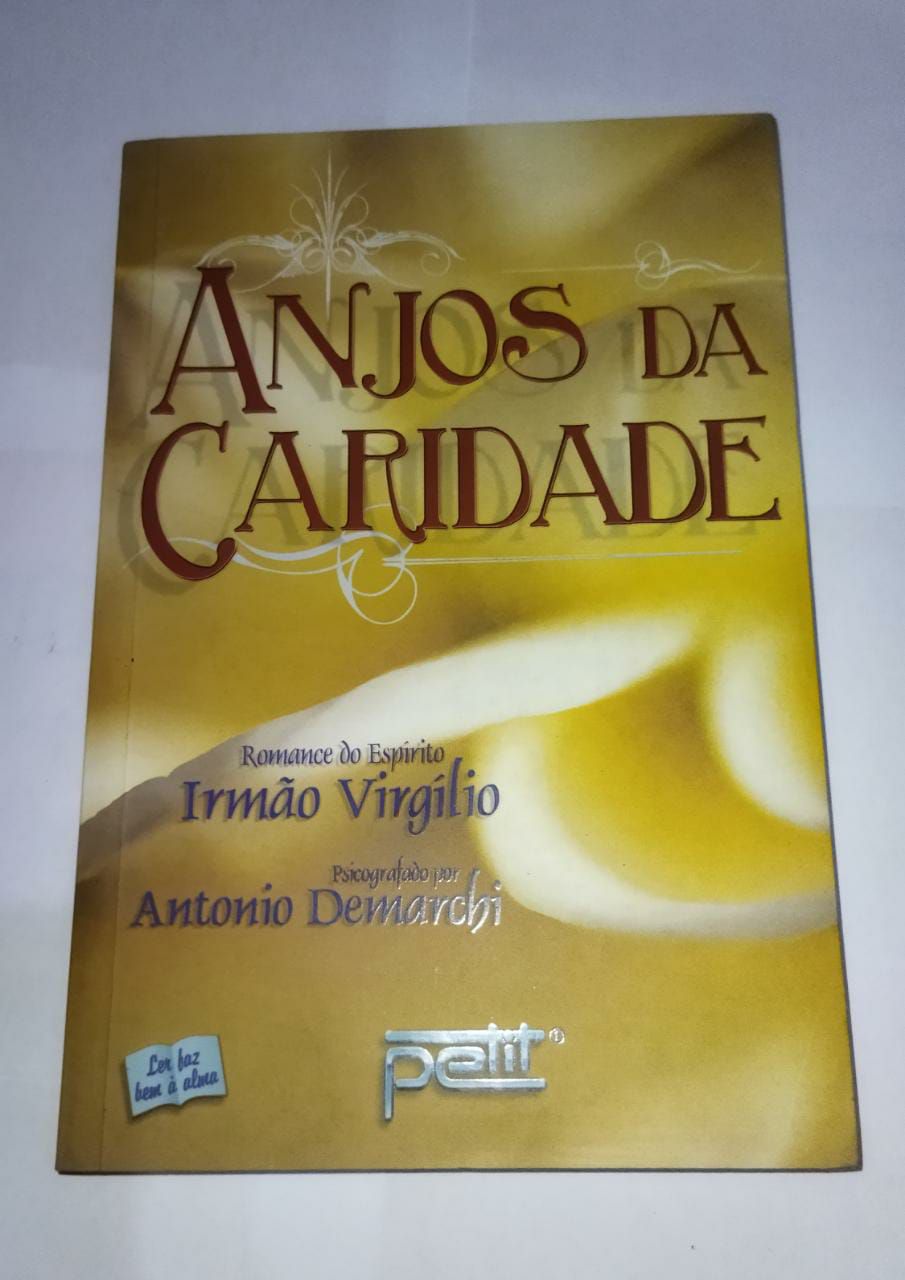 ANJOS DA
CARIDADE
Romance do Espírito
Irmão Virgílio
Psicografado por
Antonio Demarchi
Ler faz
bem à alma
petit®